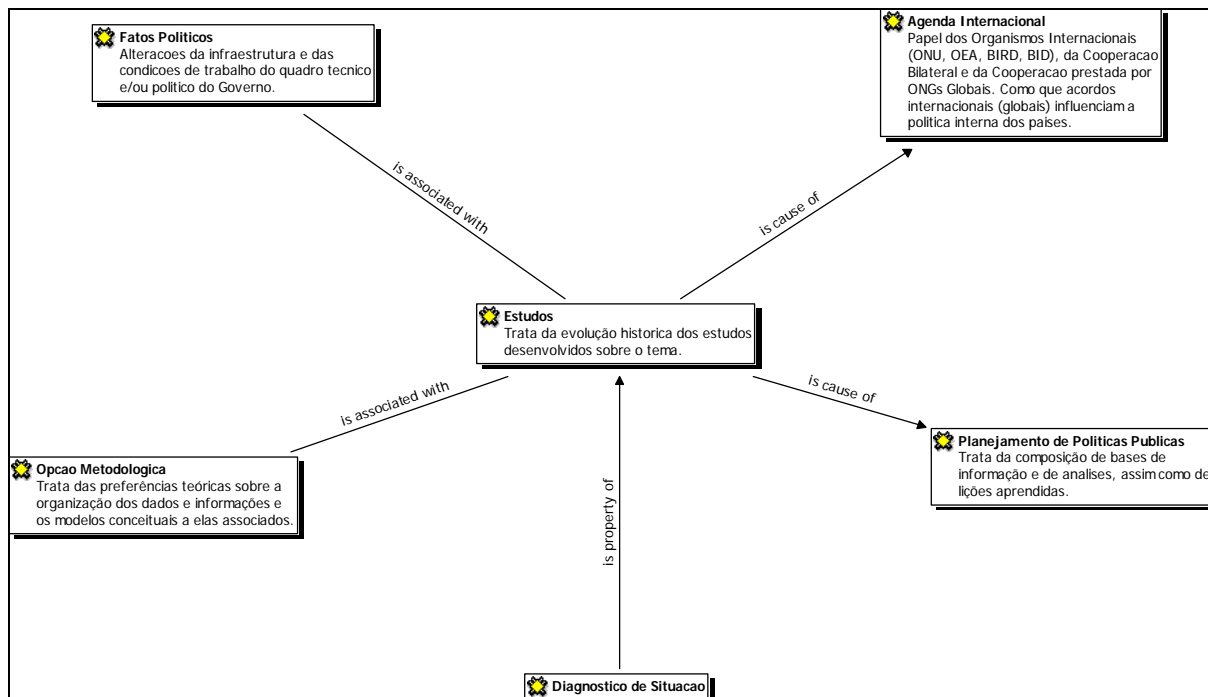 Fatos Politicos
Alteracoes da infraestrutura e das
condicoes de trabalho do quadro tecnico
e/ou politico do Governo.
Agenda Internacional
Papel dos Organismos Internacionais
(ONU, OEA, BIRD, BID), da Cooperacao
Bilateral e da Cooperacao prestada por
ONGs Globais. Como que acordos
internacionais (globais) influenciam a
politica interna dos paises.
is associated with
is cause of
Estudos
Trata da evolução historica dos estudos
desenvolvidos sobre o tema.
is associated with
is cause of
Opcao Metodologica
Trata das preferências teóricas sobre a
organização dos dados e informações e
os modelos conceituais a elas associados.
Planejamento de Politicas Publicas
Trata da composição de bases de
informação e de analises, assim como de
lições aprendidas.
is property of
Diagnostico de Situacao